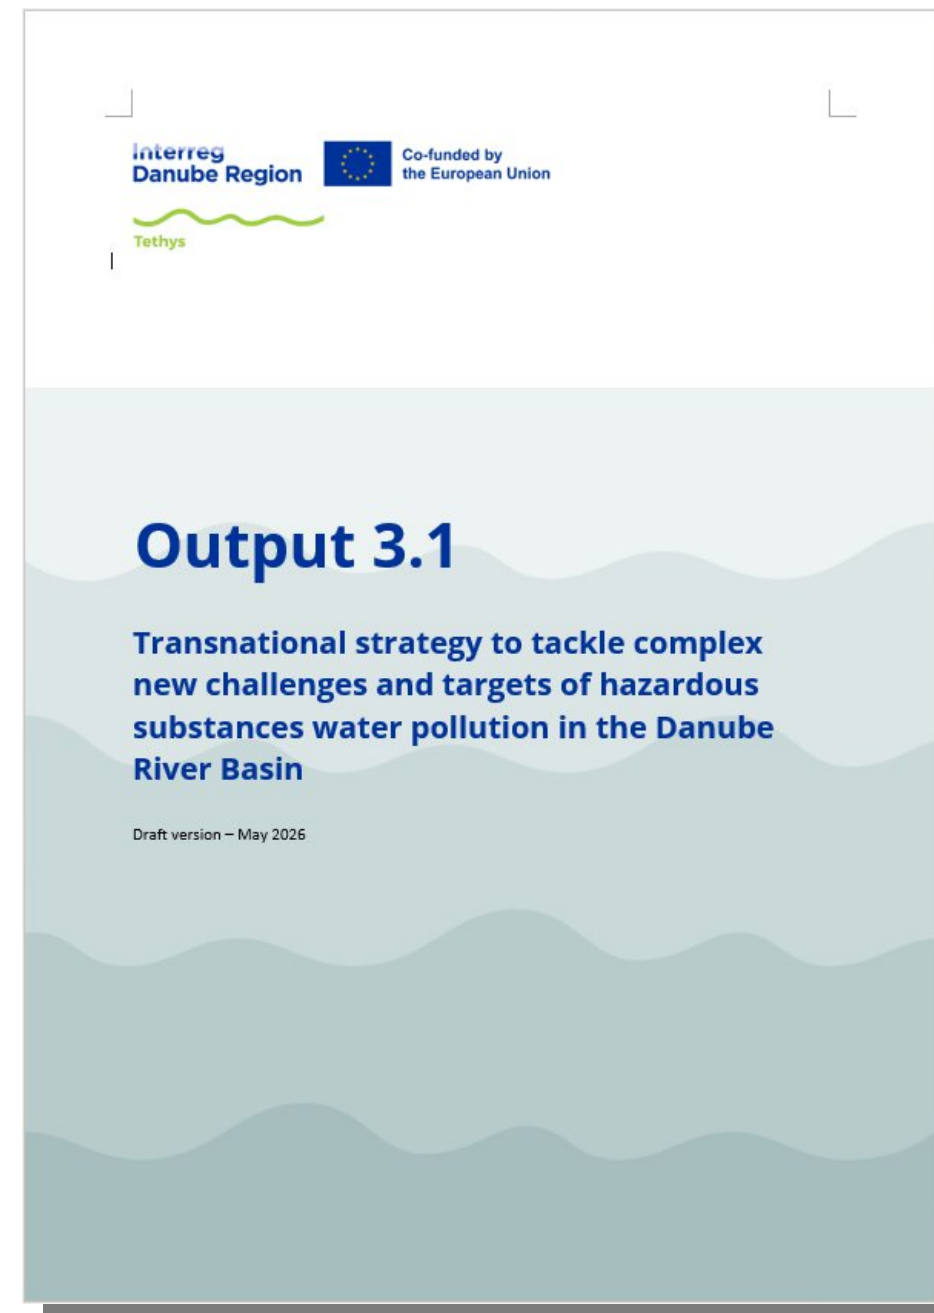 Interreg
Danube Region
Co-funded by
the European Union
Tethys
Output 3.1
Transnational strategy to tackle complex
new challenges and targets of hazardous
substances water pollution in the Danube
River Basin
Draft version – May 2026